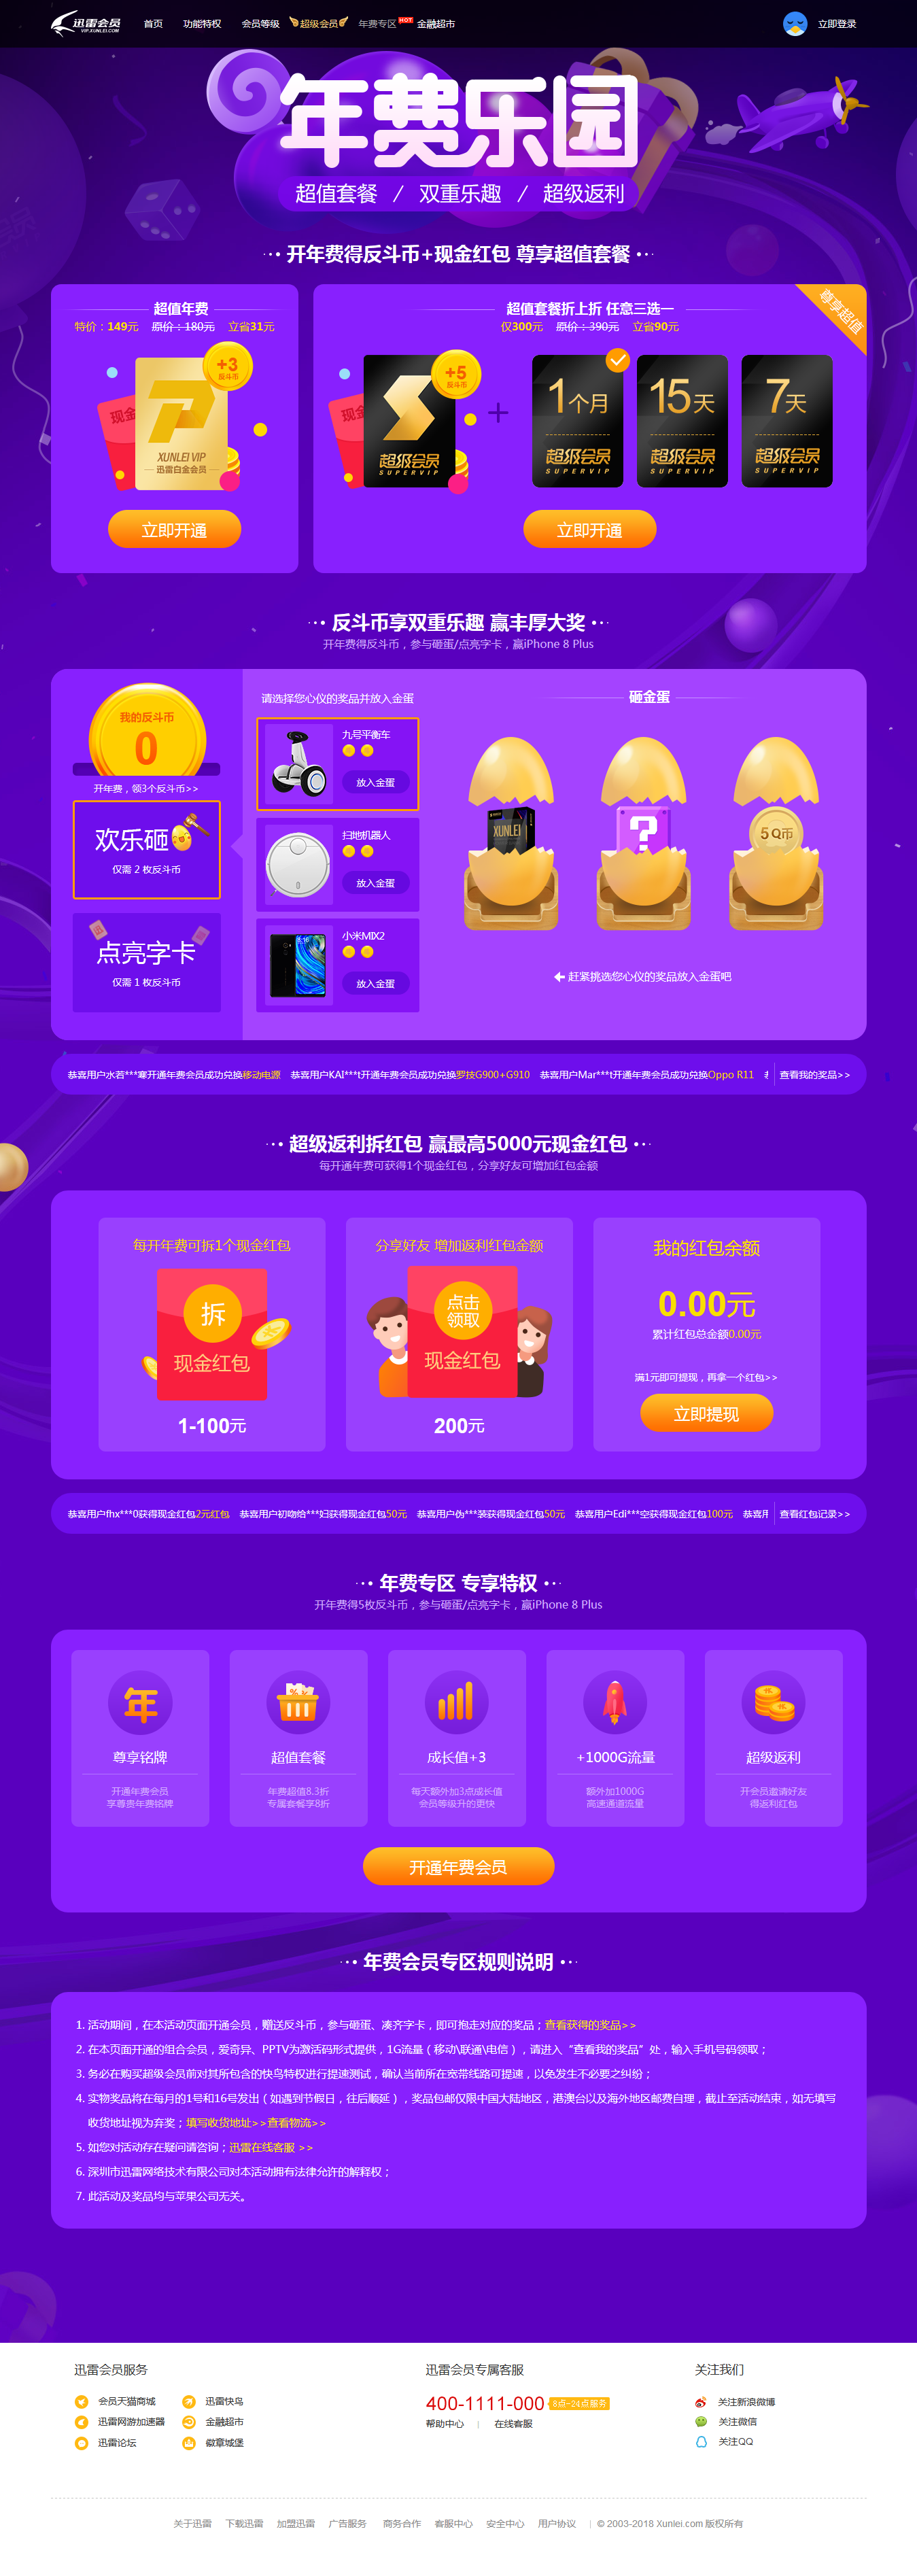 迅雷会员
VIP.XUNLEI.COM
首页 功能特权 会员等级 超级会员 年费专区 HOT 金融超市
立即登录
年费乐园
超值套餐 / 双重乐趣 / 超级返利
开年费得反斗币+现金红包 尊享超值套餐
超值年费
特价：149元 原价：180元 立省31元
+3
反斗币
现金
XUNLEI VIP
迅雷白金会员
立即开通
超值套餐折上折 任意三选一
仅300元 原价：390元 立省90元
尊享超值
+5
反斗币
现金
超级会员
SUPERVIP
+
1个月
超级会员
SUPERVIP
15天
超级会员
SUPERVIP
7天
超级会员
SUPERVIP
立即开通
反斗币享双重乐趣 赢丰厚大奖
开年费得反斗币，参与砸蛋/点亮字卡，赢iPhone 8 Plus
我的反斗币
0
开年费，领3个反斗币>>
欢乐砸
仅需 2 枚反斗币
点亮字卡
仅需 1 枚反斗币
请选择您心仪的奖品并放入金蛋
九号平衡车
放入金蛋
扫地机器人
放入金蛋
小米MIX2
放入金蛋
砸金蛋
XUNLEI
?
5 Q币
赶紧挑选您心仪的奖品放入金蛋吧
恭喜用户水若***寒开通年费会员成功兑换移动电源 恭喜用户KAI***t开通年费会员成功兑换罗技G900+G910 恭喜用户Mar***t开通年费会员成功兑换Oppo R11 查看我的奖品>>
超级返利拆红包 赢最高5000元现金红包
每开通年费可获得1个现金红包，分享好友可增加红包金额
每开年费可拆1个现金红包
拆
现金红包
1-100元
分享好友 增加返利红包金额
点击
领取
现金红包
200元
我的红包余额
0.00元
累计红包总金额0.00元
满1元即可提现，再拿一个红包>>
立即提现
恭喜用户fhx***0获得现金红包2元红包 恭喜用户初吻给***妇获得现金红包50元 恭喜用户伪***装获得现金红包50元 恭喜用户Edi***空获得现金红包100元 恭喜用 查看红包记录>>
年费专区 专享特权
开年费得5枚反斗币，参与砸蛋/点亮字卡，赢iPhone 8 Plus
年
尊享铭牌
开通年费会员
享尊贵年费铭牌
超值套餐
年费超值8.3折
专属套餐享8折
成长值+3
每天额外加3点成长值
会员等级升的更快
+1000G流量
额外加1000G
高速通道流量
超级返利
开会员邀请好友
得返利红包
开通年费会员
年费会员专区规则说明
1. 活动期间，在本活动页面开通会员，赠送反斗币，参与砸蛋、凑齐字卡，即可抱走对应的奖品；查看获得的奖品>>
2. 在本页面开通的组合会员，爱奇异、PPTV为激活码形式提供，1G流量（移动\联通\电信），请进入“查看我的奖品”处，输入手机号码领取；
3. 务必在购买超级会员前对其所包含的快鸟特权进行提速测试，确认当前所在宽带线路可提速，以免发生不必要之纠纷；
4. 实物奖品将在每月的1号和16号发出（如遇到节假日，往后顺延），奖品包邮仅限中国大陆地区，港澳台以及海外地区邮费自理，截止至活动结束，如无填写
收货地址视为弃奖；填写收货地址>>查看物流>>
5. 如您对活动存在疑问请咨询；迅雷在线客服 >>
6. 深圳市迅雷网络技术有限公司对本活动拥有法律允许的解释权；
7. 此活动及奖品均与苹果公司无关。
迅雷会员服务
会员天猫商城 迅雷快鸟
迅雷网游加速器 金融超市
迅雷论坛 徽章城堡
迅雷会员专属客服
400-1111-000 8点-24点服务
帮助中心 | 在线客服
关注我们
关注新浪微博
关注微信
关注QQ
关于迅雷 下载迅雷 加盟迅雷 广告服务 商务合作 客服中心 安全中心 用户协议 | © 2003-2018 Xunlei.com 版权所有